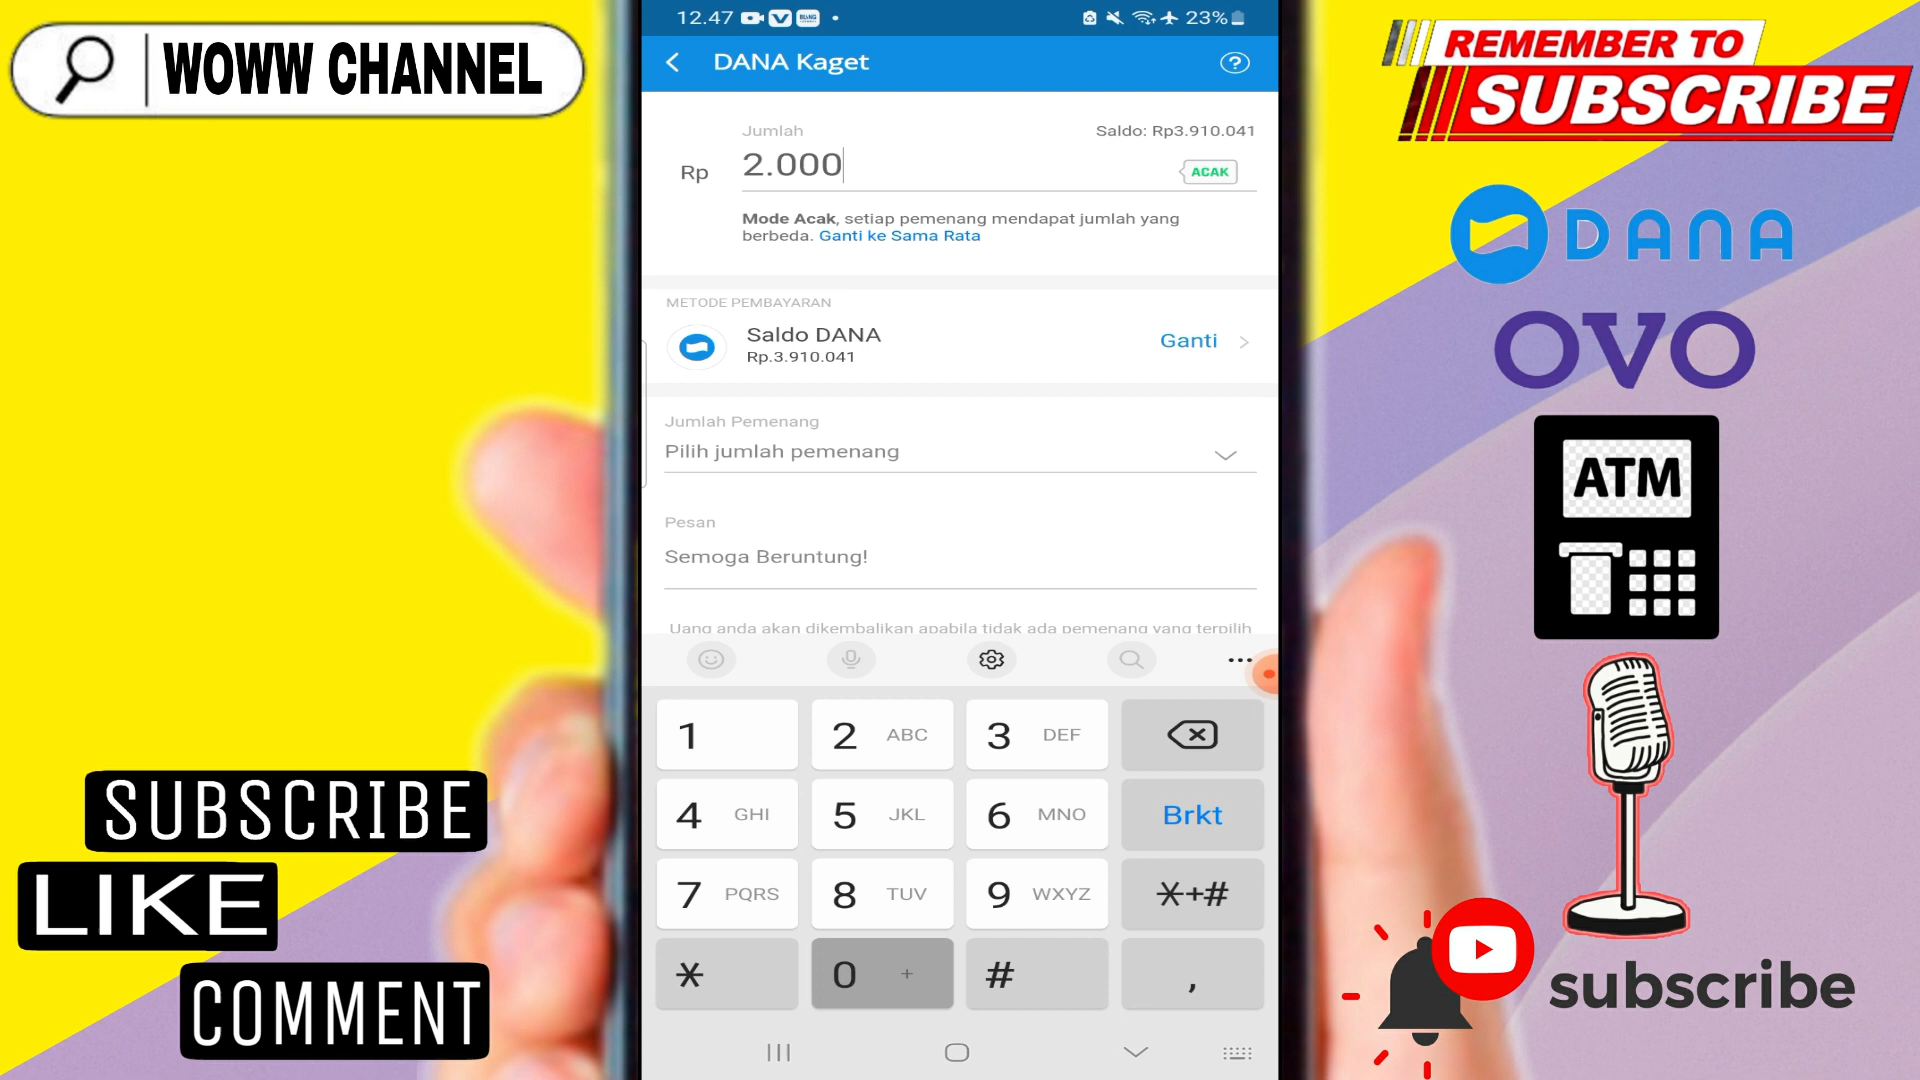 WOWW CHANNEL
SUBSCRIBE
LIKE
COMMENT
12.47
23%
DANA Kaget
Jumlah
Saldo: Rp3.910.041
Rp
2.000
ACAK
Mode Acak, setiap pemenang mendapat jumlah yang
berbeda. Ganti ke Sama Rata
METODE PEMBAYARAN
Saldo DANA
Rp.3.910.041
Ganti
Jumlah Pemenang
Pilih jumlah pemenang
Pesan
Semoga Beruntung!
Uang anda akan dikembalikan apabila tidak ada pemenang yang terpilih
1
2 ABC
3 DEF
4 GHI
5 JKL
6 MNO
Brkt
7 PQRS
8 TUV
9 WXYZ
*+#
*
0 +
#
,
REMEMBER TO
SUBSCRIBE
DANA
OVO
ATM
subscribe